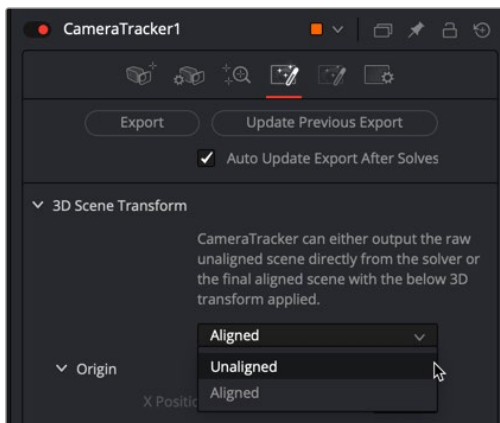 CameraTracker1
Export
Update Previous Export
Auto Update Export After Solves
3D Scene Transform
CameraTracker can either output the raw
unaligned scene directly from the solver or
the final aligned scene with the below 3D
transform applied.
Aligned
Origin
Unaligned
Aligned
X